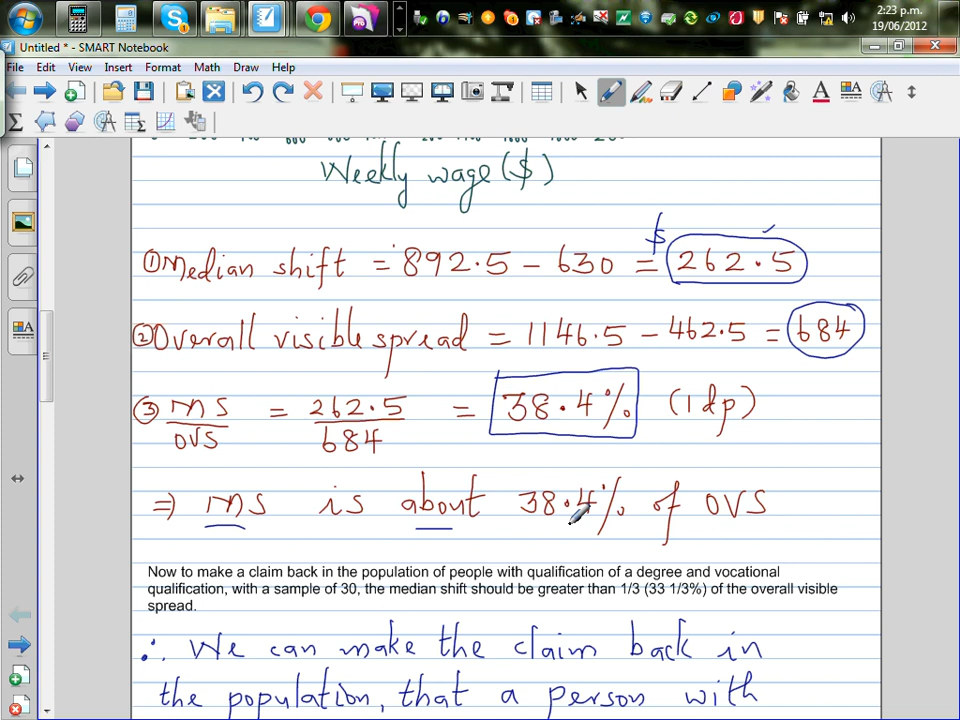 2:23 p.m.
19/06/2012
Untitled * - SMART Notebook
File Edit View Insert Format Math Draw Help
Weekly wage ($)
①Median shift = 892.5 - 630 = $ 262.5
②Overall visible spread = 1146.5 - 462.5 = 684
③ ms/ovs = 262.5/684 = 38.4% (1dp)
⇒ ms is about 38.4% of OVS
Now to make a claim back in the population of people with qualification of a degree and vocational
qualification, with a sample of 30, the median shift should be greater than 1/3 (33 1/3%) of the overall visible
spread.
∴ We can make the claim back in
the population, that a person with